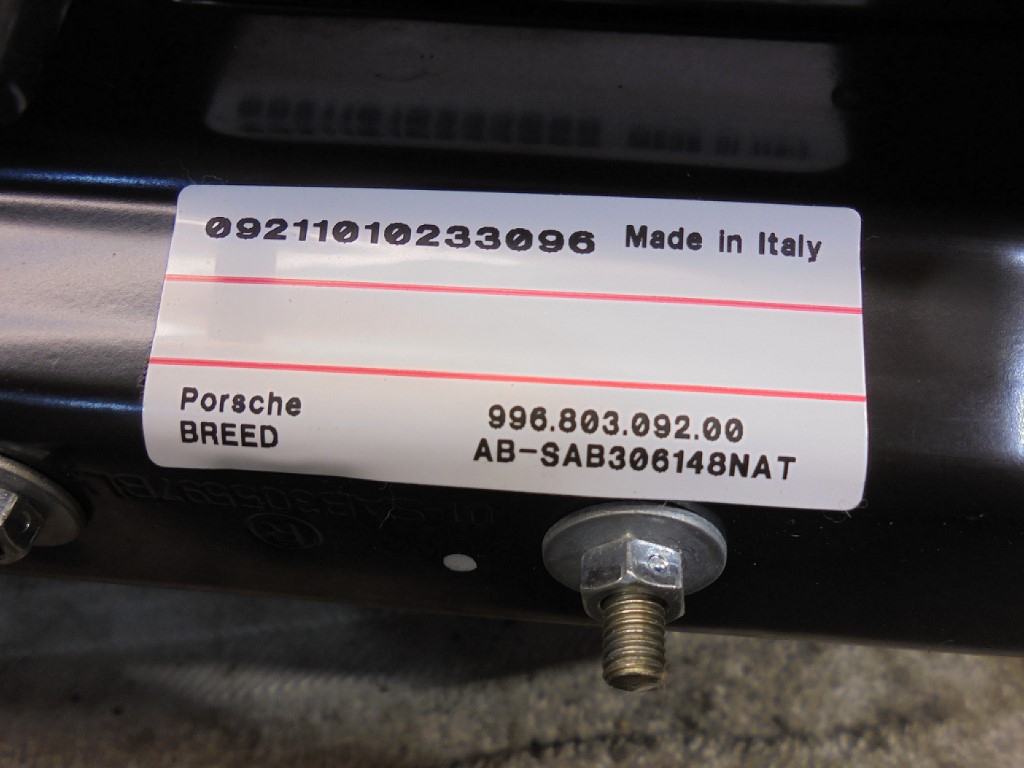 09211010233096 Made in Italy
Porsche 996.803.092.00
BREED AB-SAB306148NAT